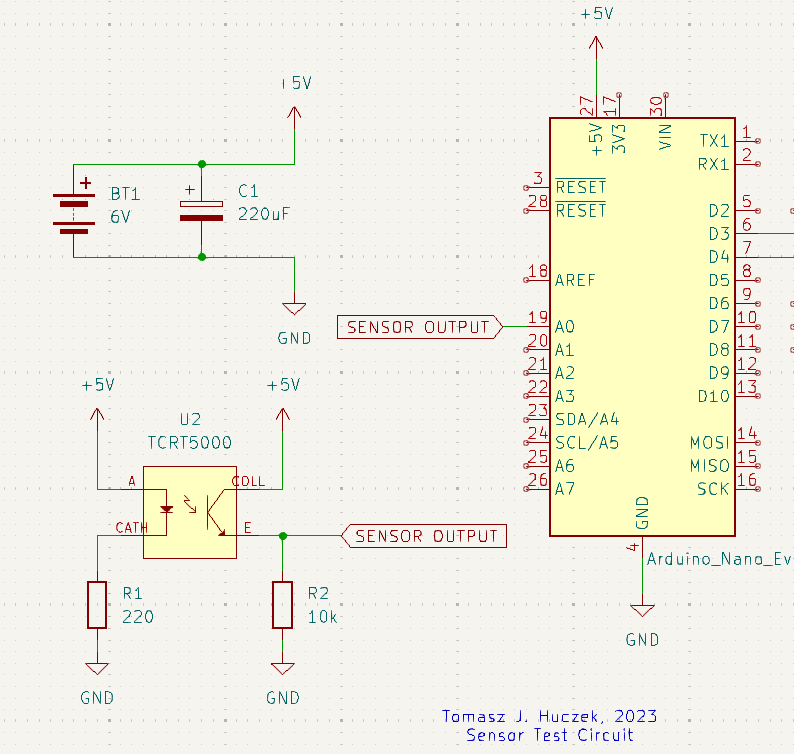 +5V
+5V
+
BT1
6V
+
C1
220uF
GND
SENSOR OUTPUT
+5V
+5V
U2
TCRT5000
A
COLL
CATH
E
SENSOR OUTPUT
R1
220
R2
10k
GND
GND
27
17
30
+5V
3V3
VIN
3
RESET
28
RESET
18
AREF
19
A0
20
A1
21
A2
22
A3
23
SDA/A4
24
SCL/A5
25
A6
26
A7
TX1
1
RX1
2
D2
5
D3
6
D4
7
D5
8
D6
9
D7
10
D8
11
D9
12
D10
13
MOSI
14
MISO
15
SCK
16
GND
4
Arduino_Nano_Ev
GND
Tomasz J. Huczek, 2023
Sensor Test Circuit